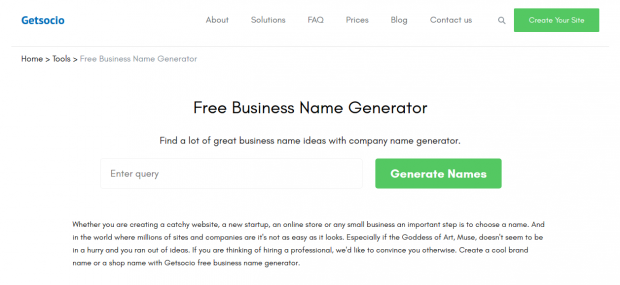 Getsocio About Solutions FAQ Prices Blog Contact us Create Your Site
Home > Tools > Free Business Name Generator
Free Business Name Generator
Find a lot of great business name ideas with company name generator.
Enter query Generate Names
Whether you are creating a catchy website, a new startup, an online store or any small business an important step is to choose a name. And
in the world where millions of sites and companies are it's not as easy as it looks. Especially if the Goddess of Art, Muse, doesn't seem to be
in a hurry and you ran out of ideas. If you are thinking of hiring a professional, we'd like to convince you otherwise. Create a cool brand
name or a shop name with Getsocio free business name generator.